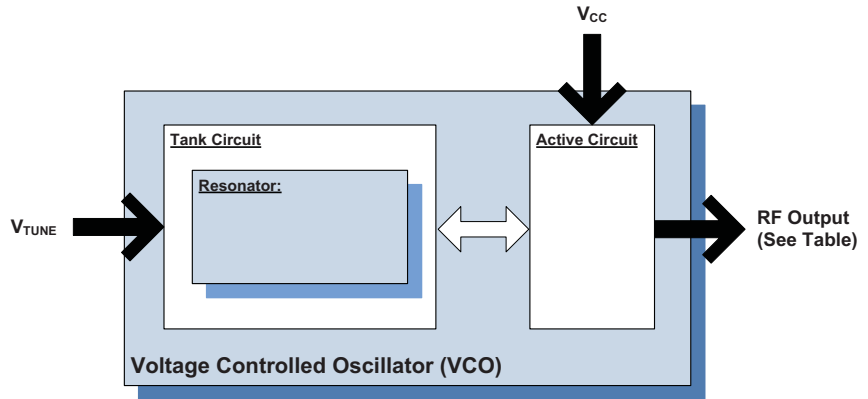 VCC
Tank Circuit
Active Circuit
Resonator:
VTUNE
RF Output
(See Table)
Voltage Controlled Oscillator (VCO)